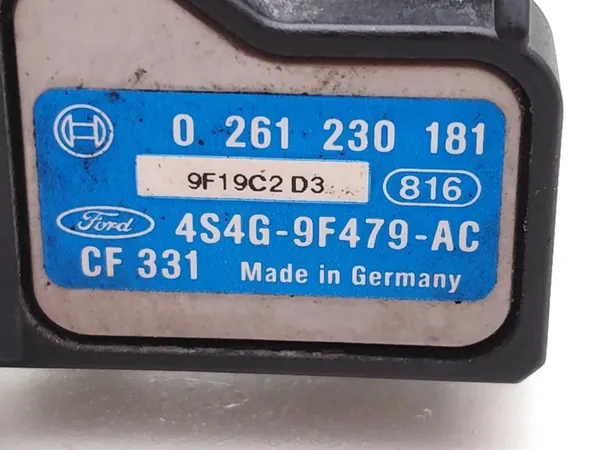 0 261 230 181
9F19C2 D3 816
Ford 4S4G-9F479-AC
CF 331 Made in Germany